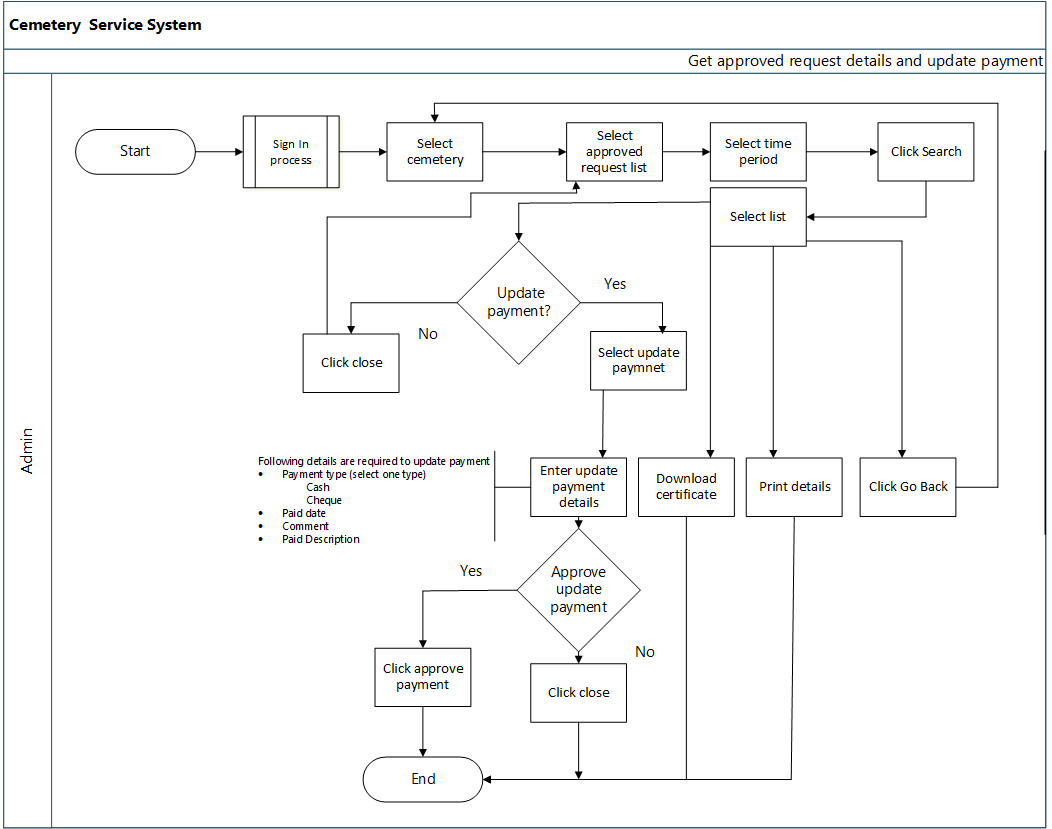 Cemetery  Service System
Get approved request details and update payment
Admin
Start
Sign In
process
Select
cemetery
Select
approved
request list
Select time
period
Click Search
Select list
Update
payment?
Yes
No
Click close
Select update
paymnet
Following details are required to update payment
• Payment type (select one type)
Cash
Cheque
• Paid date
• Comment
• Paid Description
Enter update
payment
details
Download
certificate
Print details
Click Go Back
Approve
update
payment
Yes
No
Click approve
payment
Click close
End